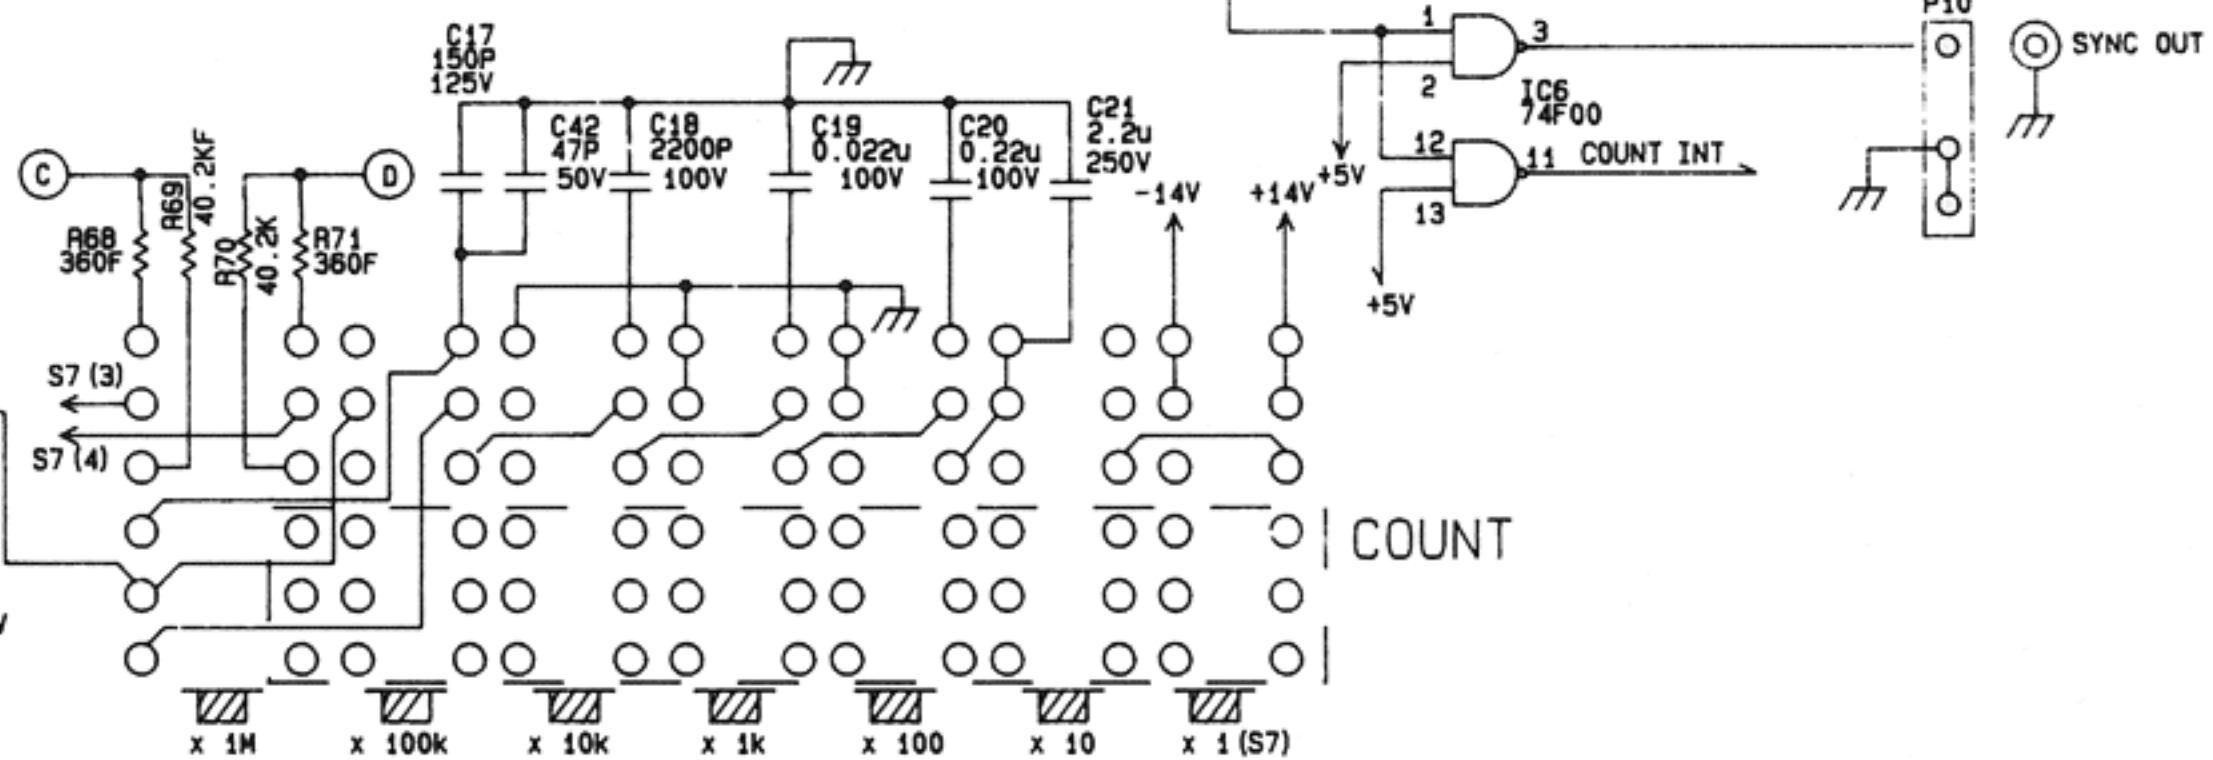 C17
150P
125V
C42
47P
50V
C18
2200P
100V
C19
0.022u
100V
C20
0.22u
100V
C21
2.2u
250V
-14V
+14V
1
2
3
+5V
IC6
74F00
12
13
11
COUNT INT
+5V
P10
SYNC OUT
C
D
R68
360F
R69
40.2KF
R70
40.2K
R71
360F
S7 (3)
S7 (4)
COUNT
x 1M
x 100k
x 10k
x 1k
x 100
x 10
x 1 (S7)